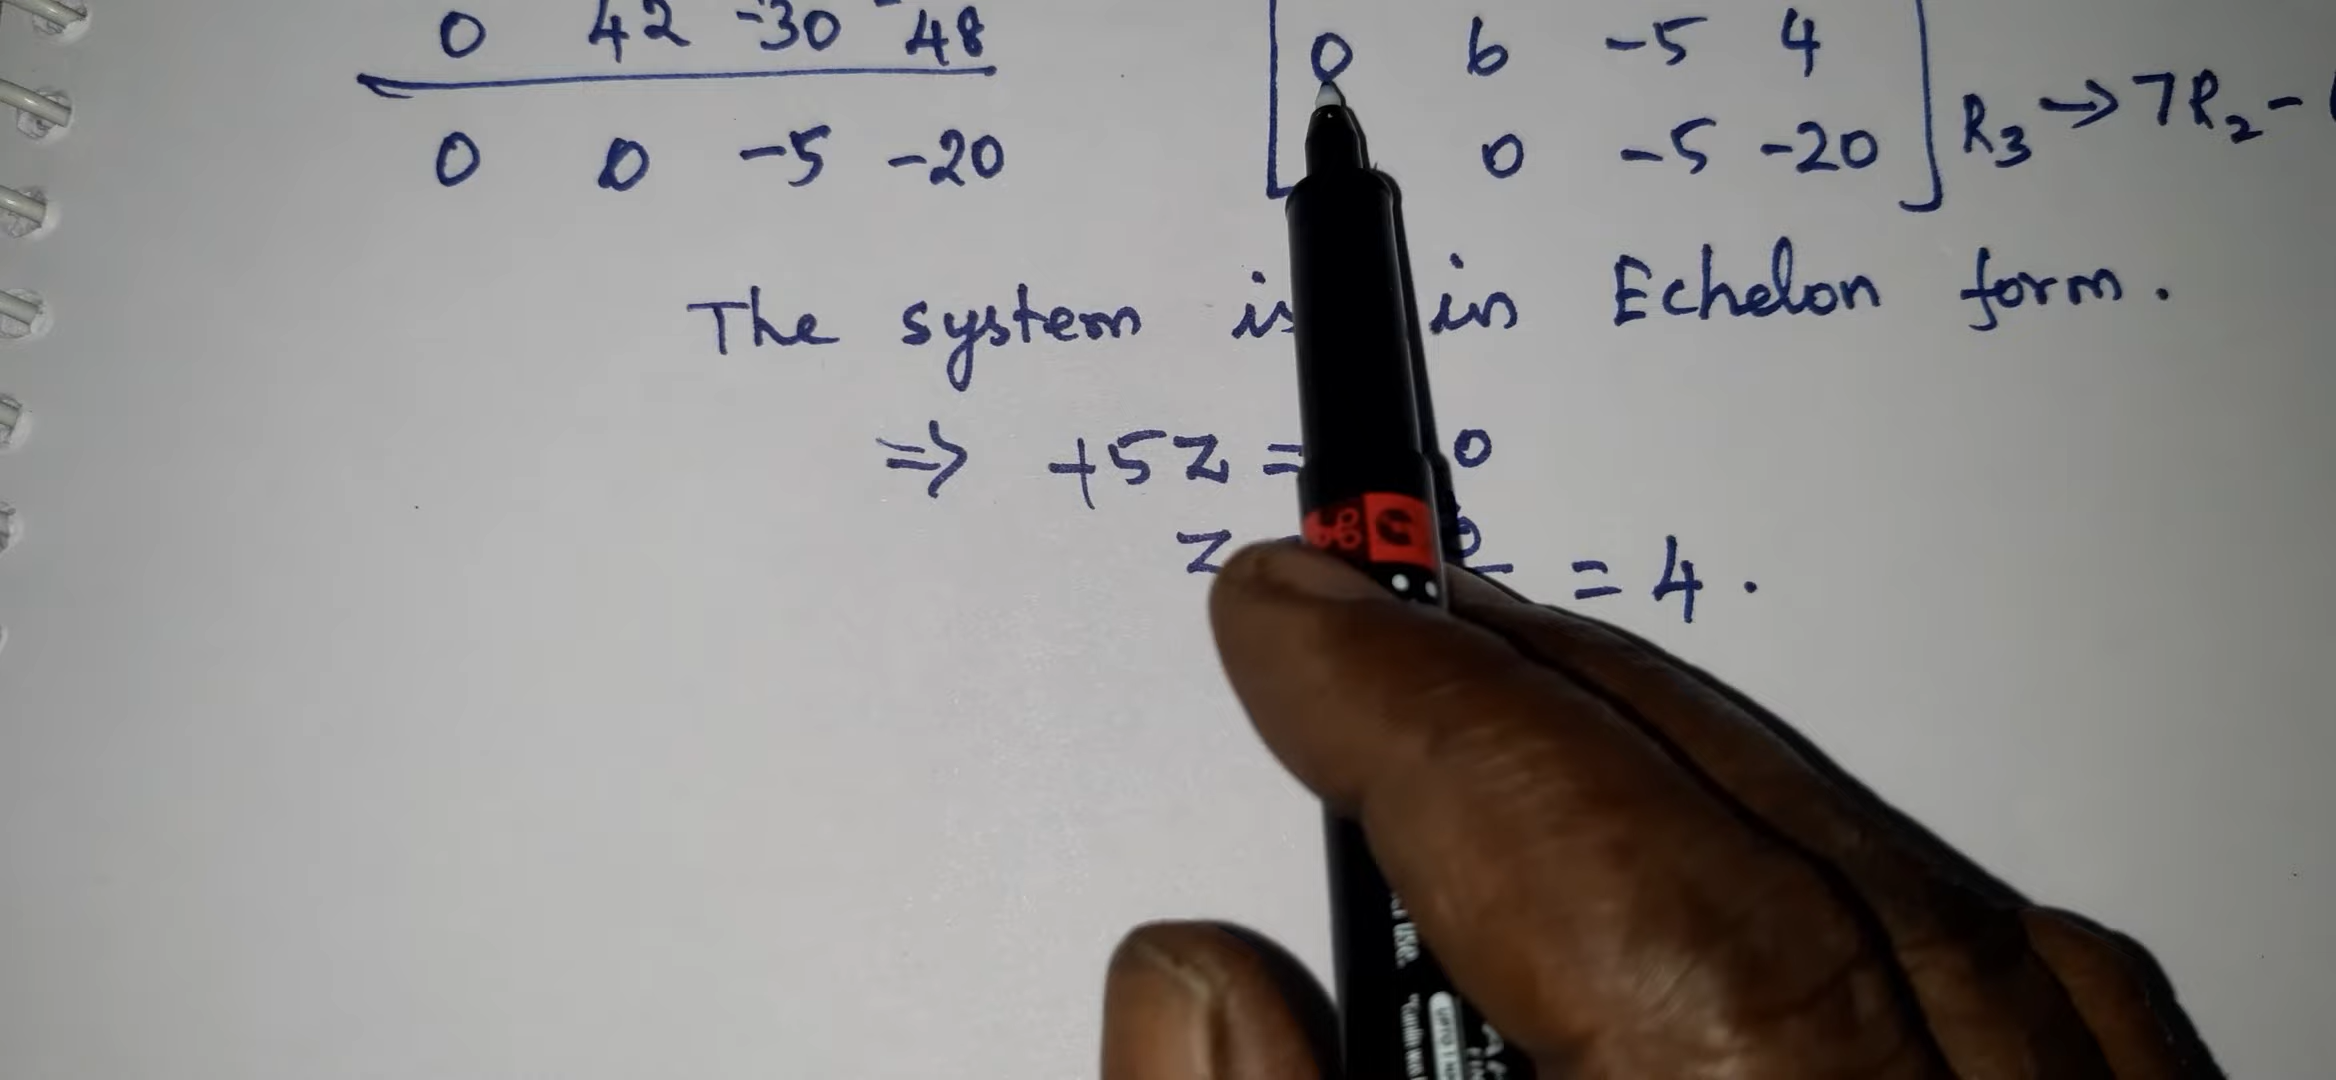 0 42 -30 -48
0 0 -5 -20
0 6 -5 4
0 -5 -20 R3 → 7R2 -
The system is in Echelon form.
⇒ +5z = 0
z = 4.
USE.